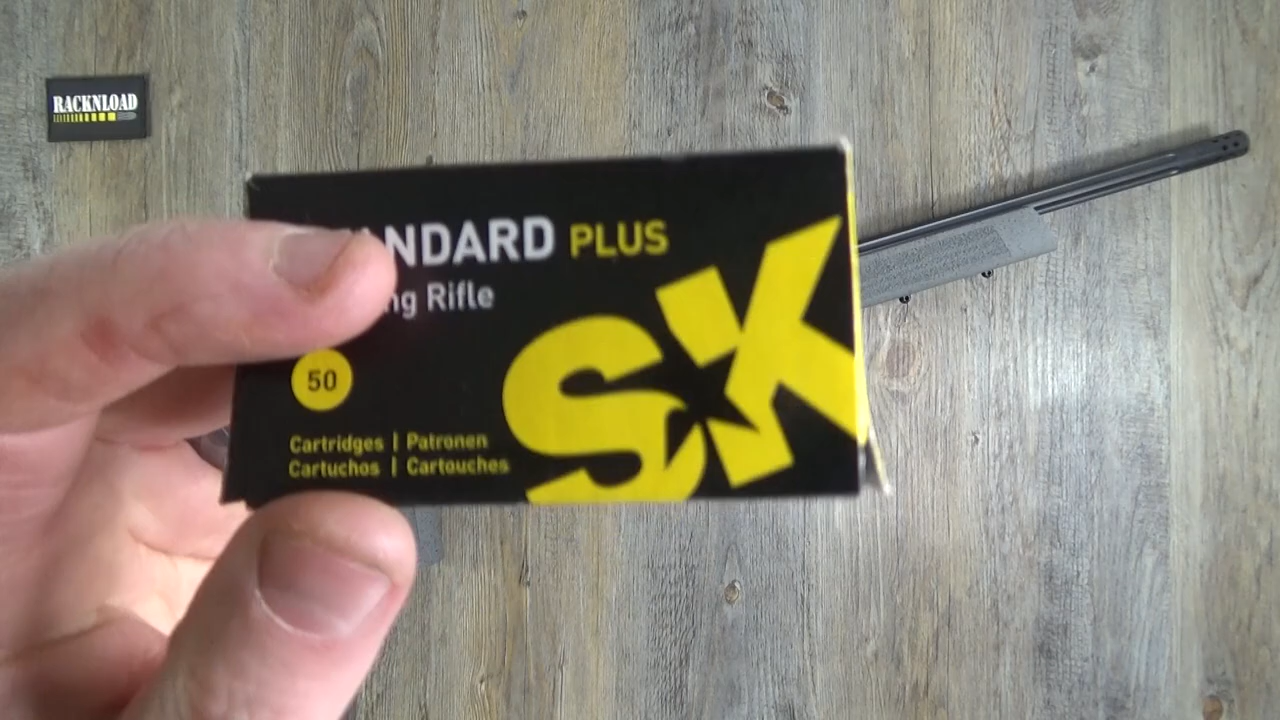 RACKNLOAD
NDARD PLUS
ng Rifle
50
SK
Cartridges | Patronen
Cartuchos | Cartouches